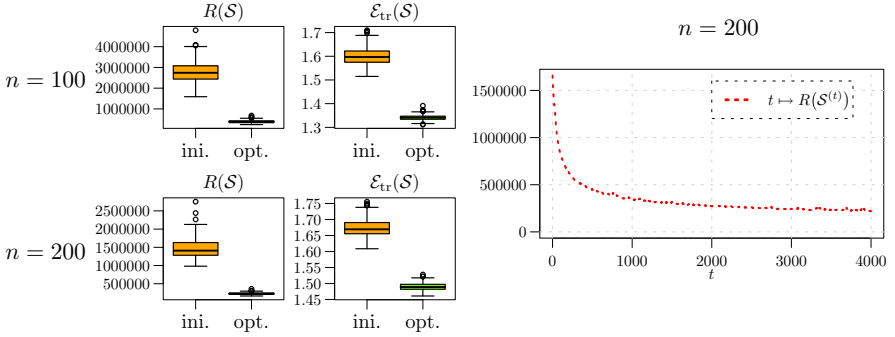 n = 100
R(𝒮)
4000000
3000000
2000000
1000000
ini. opt.
ℰ_tr(𝒮)
1.7
1.6
1.5
1.4
1.3
ini. opt.
n = 200
R(𝒮)
2500000
2000000
1500000
1000000
500000
ini. opt.
ℰ_tr(𝒮)
1.75
1.70
1.65
1.60
1.55
1.50
1.45
ini. opt.
n = 200
t ↦ R(𝒮^(t))
1500000
1000000
500000
0
0 1000 2000 3000 4000
t